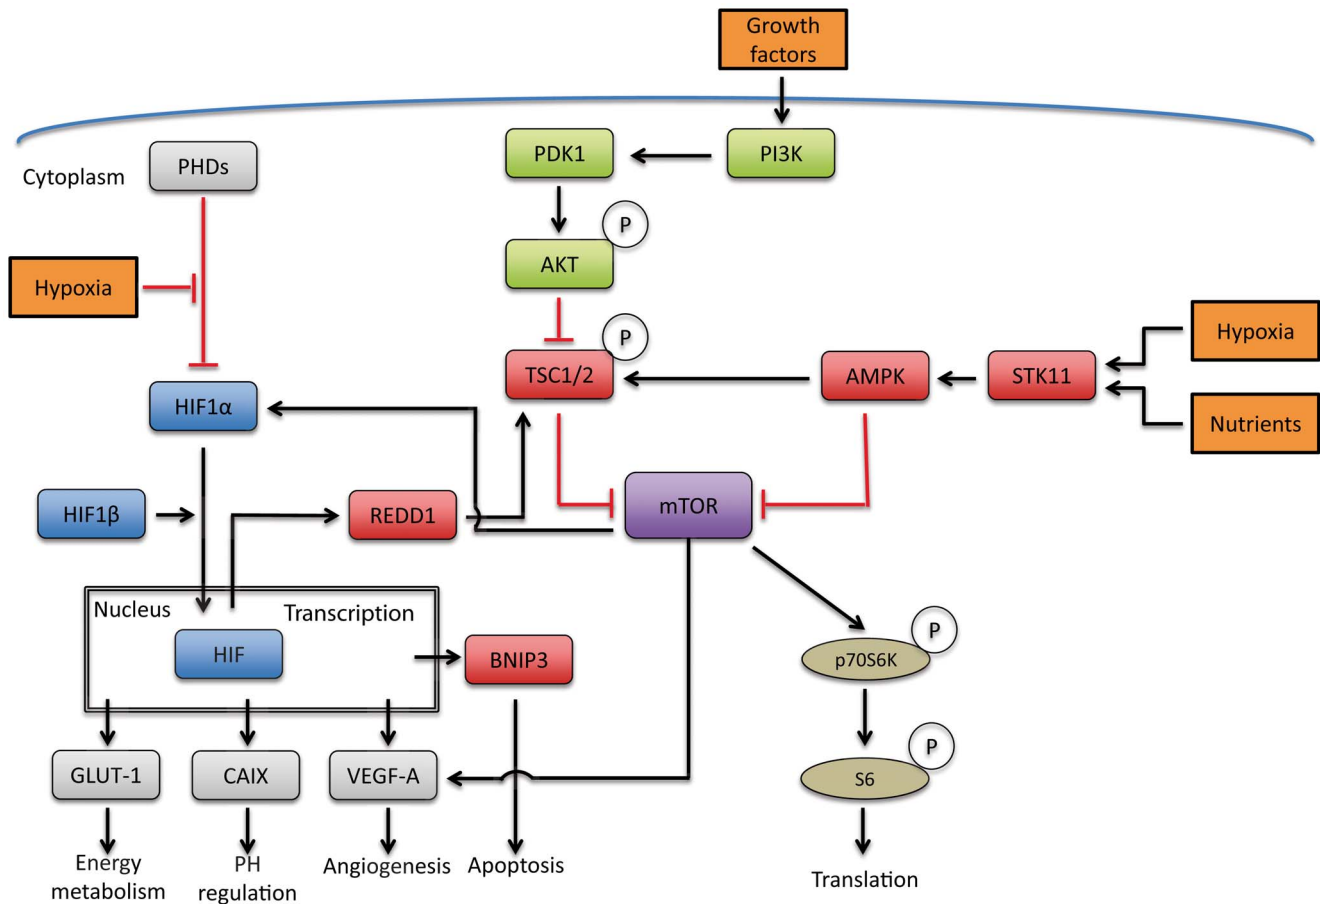 Growth
factors
PDK1
PI3K
Cytoplasm
PHDs
P
AKT
Hypoxia
P
Hypoxia
TSC1/2
AMPK
STK11
HIF1α
Nutrients
HIF1β
REDD1
mTOR
Nucleus
Transcription
HIF
BNIP3
P
p70S6K
P
GLUT-1
CAIX
VEGF-A
S6
Energy
metabolism
PH
regulation
Angiogenesis
Apoptosis
Translation